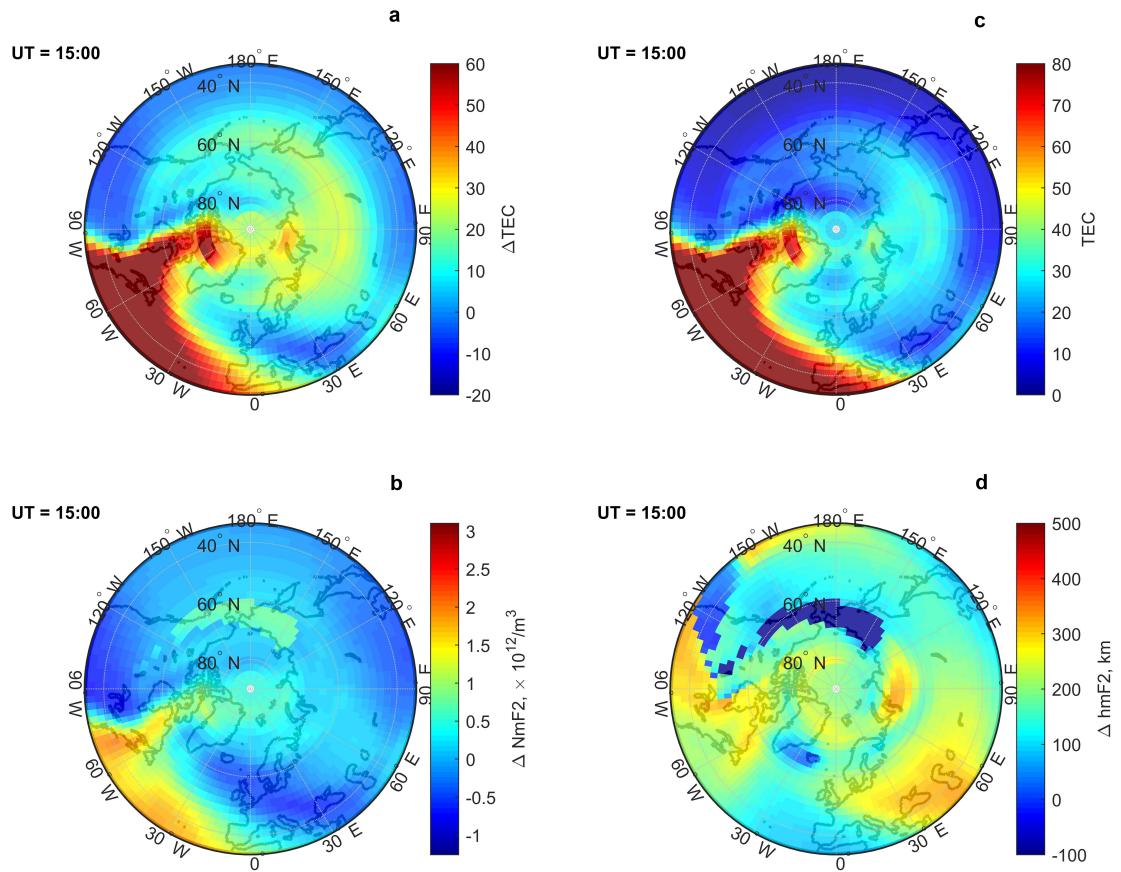 a
UT = 15:00
180° E
150° E
120° E
90° E
60° E
30° E
0
30° W
60° W
90° W
120° W
150° W
40° N
60° N
80° N
60
50
40
30
20
10
0
-10
-20
ΔTEC
c
UT = 15:00
180° E
150° E
120° E
90° E
60° E
30° E
0
30° W
60° W
90° W
120° W
150° W
40° N
60° N
80° N
80
70
60
50
40
30
20
10
0
TEC
b
UT = 15:00
180° E
150° E
120° E
90° E
60° E
30° E
0
30° W
60° W
90° W
120° W
150° W
40° N
60° N
80° N
3
2.5
2
1.5
1
0.5
0
-0.5
-1
Δ NmF2, × 10¹²/m³
d
UT = 15:00
180° E
150° E
120° E
90° E
60° E
30° E
0
30° W
60° W
90° W
120° W
150° W
40° N
60° N
80° N
500
400
300
200
100
0
-100
Δ hmF2, km